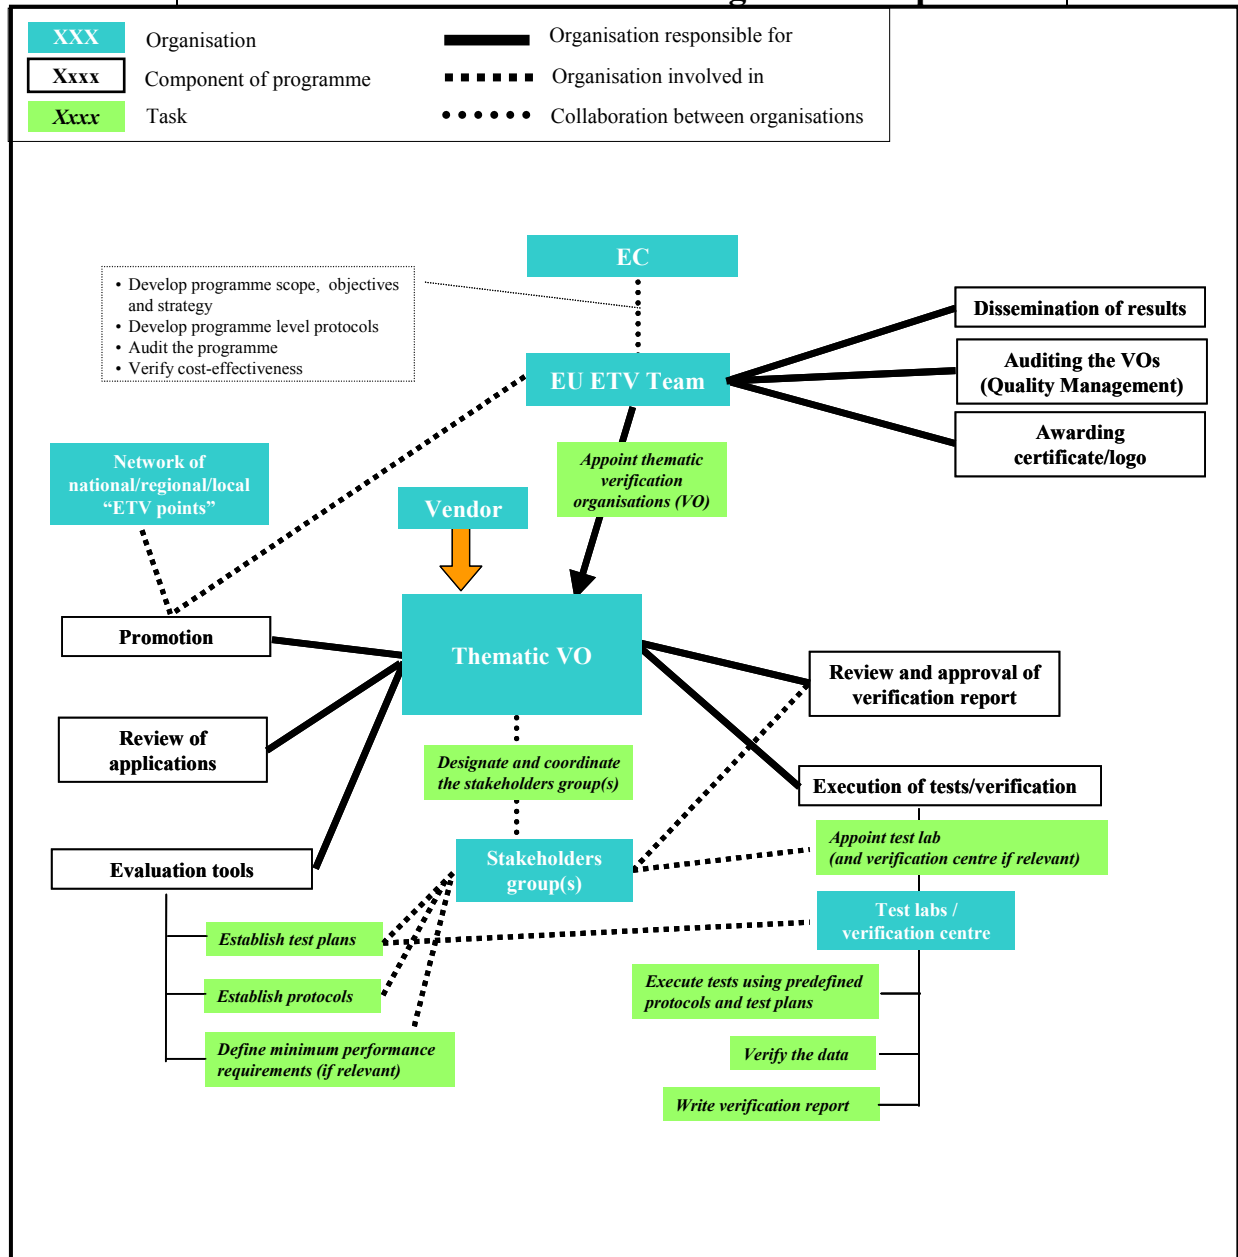 XXX
Organisation
Organisation responsible for
Xxxx
Component of programme
Organisation involved in
Xxxx
Task
Collaboration between organisations
EC
• Develop programme scope, objectives
and strategy
• Develop programme level protocols
• Audit the programme
• Verify cost-effectiveness
Dissemination of results
EU ETV Team
Auditing the VOs
(Quality Management)
Awarding
certificate/logo
Network of
national/regional/local
“ETV points”
Appoint thematic
verification
organisations (VO)
Vendor
Promotion
Thematic VO
Review and approval of
verification report
Review of
applications
Designate and coordinate
the stakeholders group(s)
Execution of tests/verification
Appoint test lab
(and verification centre if relevant)
Evaluation tools
Stakeholders
group(s)
Test labs /
verification centre
Establish test plans
Establish protocols
Execute tests using predefined
protocols and test plans
Define minimum performance
requirements (if relevant)
Verify the data
Write verification report